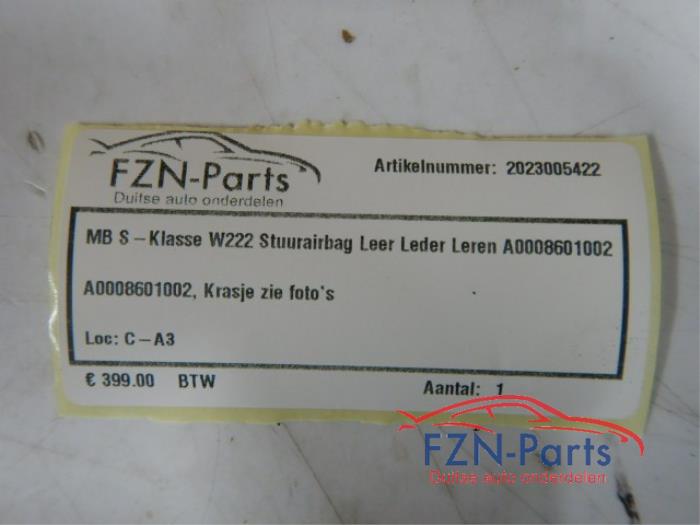 FZN-Parts
Duitse auto onderdelen
Artikelnummer: 2023005422
MB S-Klasse W222 Stuurairbag Leer Leder Leren A0008601002
A0008601002, Krasje zie foto's
Loc: C-A3
€ 399.00 BTW
Aantal: 1
FZN-Parts
Duitse auto onderdelen